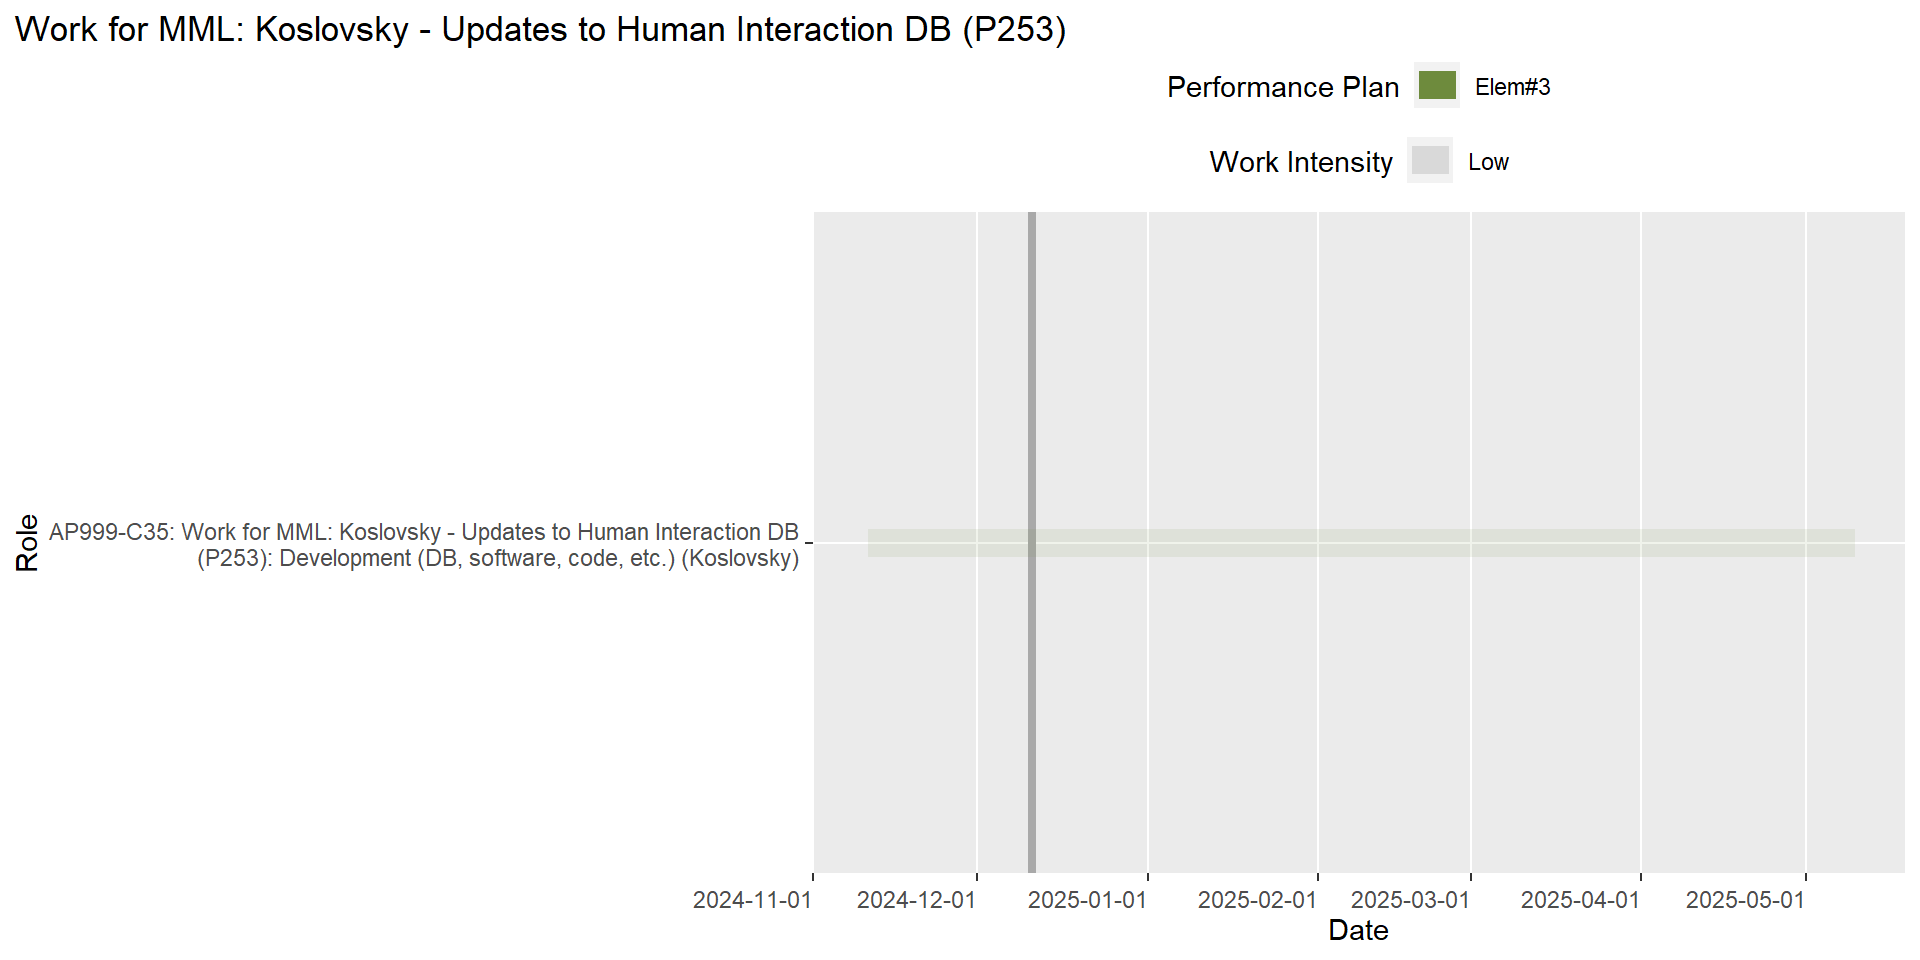 Work for MML: Koslovsky - Updates to Human Interaction DB (P253)
Performance Plan
Elem#3
Work Intensity
Low
Role
AP999-C35: Work for MML: Koslovsky - Updates to Human Interaction DB
(P253): Development (DB, software, code, etc.) (Koslovsky)
2024-11-01
2024-12-01
2025-01-01
2025-02-01
2025-03-01
2025-04-01
2025-05-01
Date